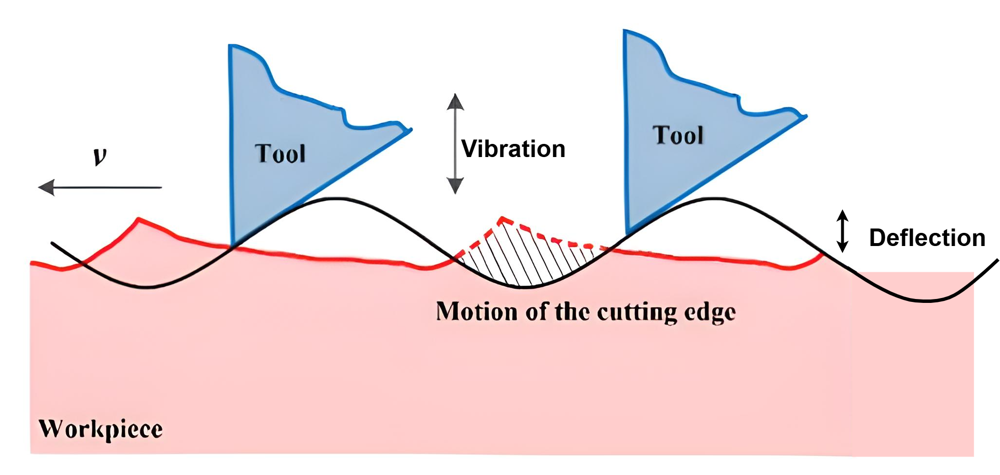 Tool
Tool
v
Vibration
Deflection
Motion of the cutting edge
Workpiece